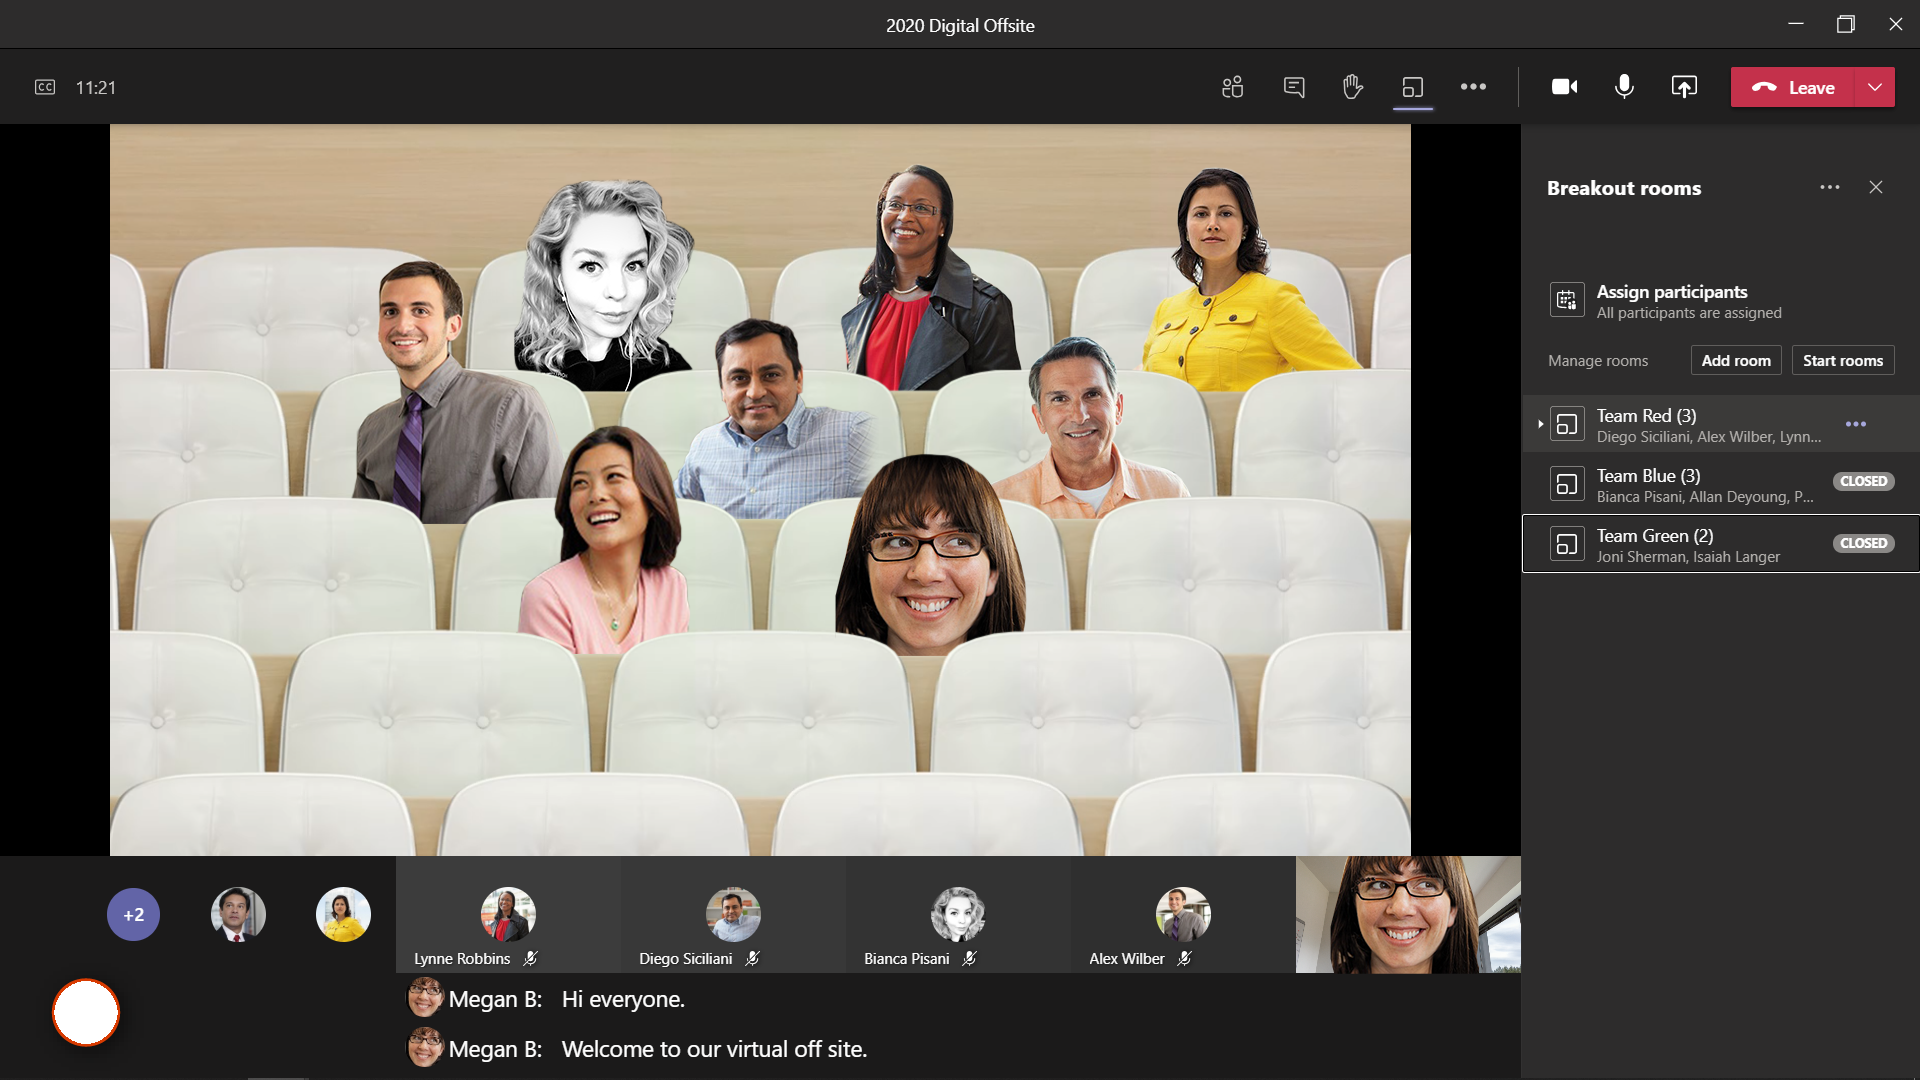 2020 Digital Offsite
CC 11:21
Leave
Breakout rooms
Assign participants
All participants are assigned
Manage rooms Add room Start rooms
Team Red (3)
Diego Siciliani, Alex Wilber, Lynn...
Team Blue (3) CLOSED
Bianca Pisani, Allan Deyoung, P...
Team Green (2) CLOSED
Joni Sherman, Isaiah Langer
+2
Lynne Robbins Diego Siciliani Bianca Pisani Alex Wilber
Megan B: Hi everyone.
Megan B: Welcome to our virtual off site.